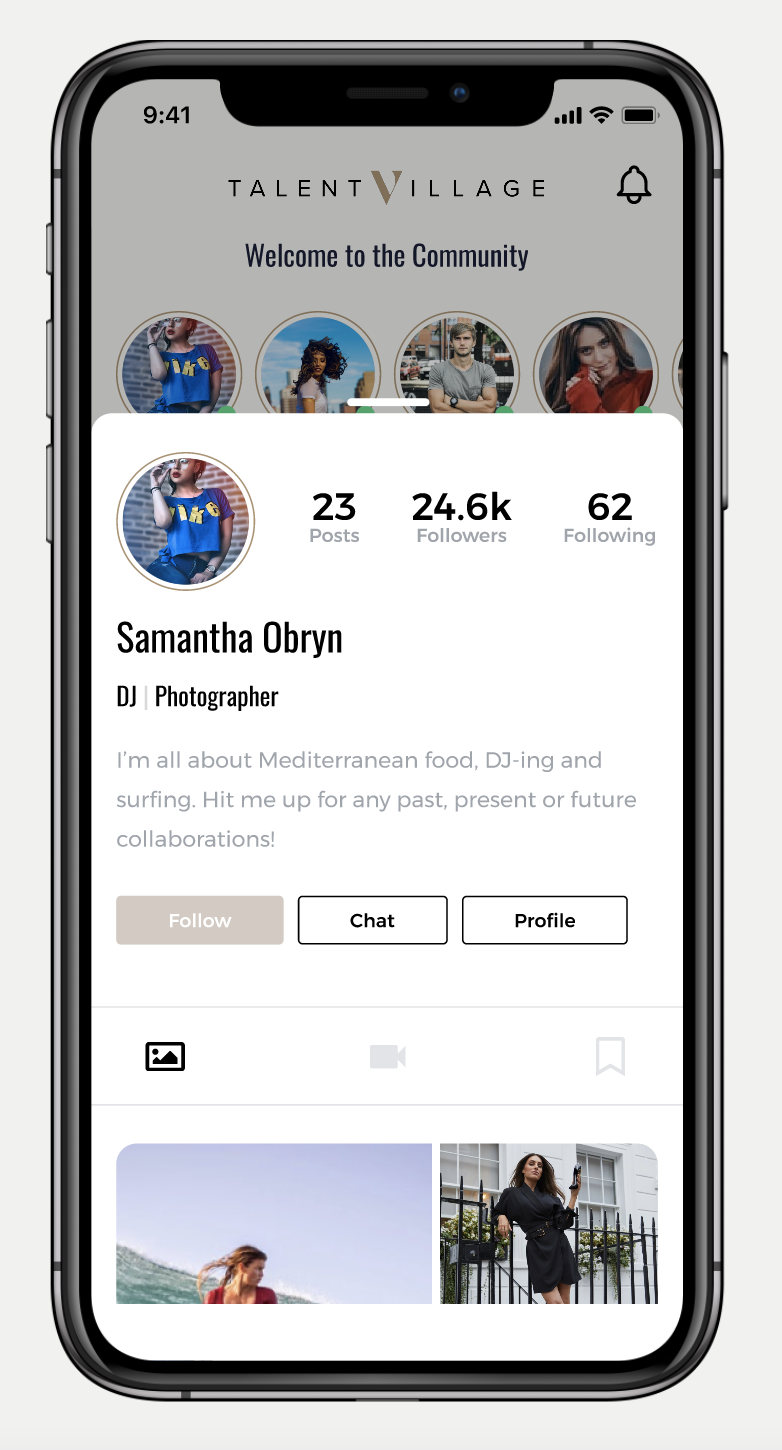 9:41
TALENT VILLAGE
Welcome to the Community
23 24.6k 62
Posts Followers Following
Samantha Obryn
DJ | Photographer
I'm all about Mediterranean food, DJ-ing and
surfing. Hit me up for any past, present or future
collaborations!
Follow Chat Profile